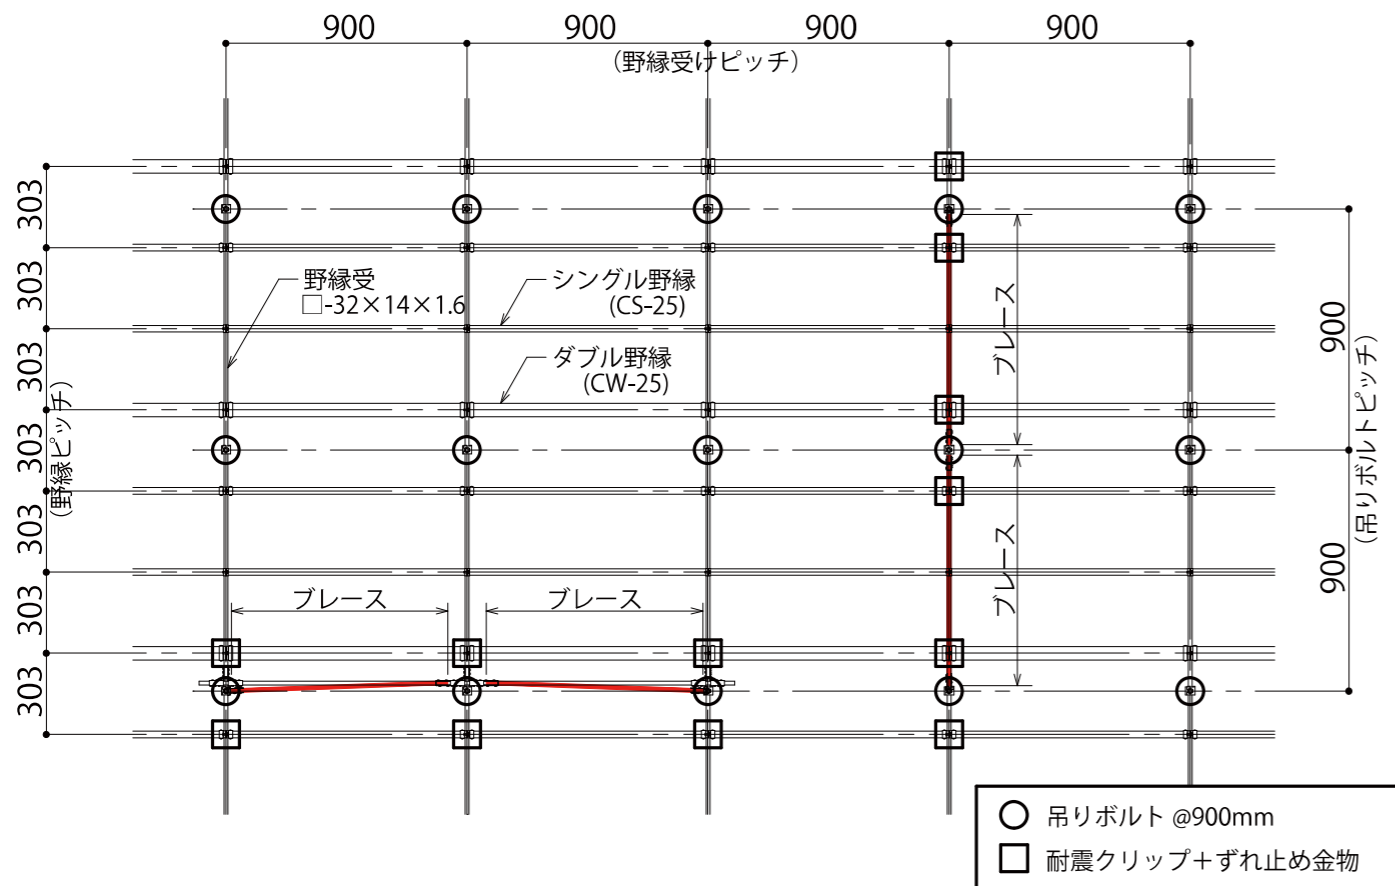 900
900
900
900
(野縁受けピッチ)
303
303
303
303
303
303
303
(野縁ピッチ)
野縁受
□-32×14×1.6
シングル野縁
(CS-25)
ダブル野縁
(CW-25)
ブレース
ブレース
ブレース
ブレース
900
900
(吊りボルトピッチ)
吊りボルト @900mm
耐震クリップ＋ずれ止め金物